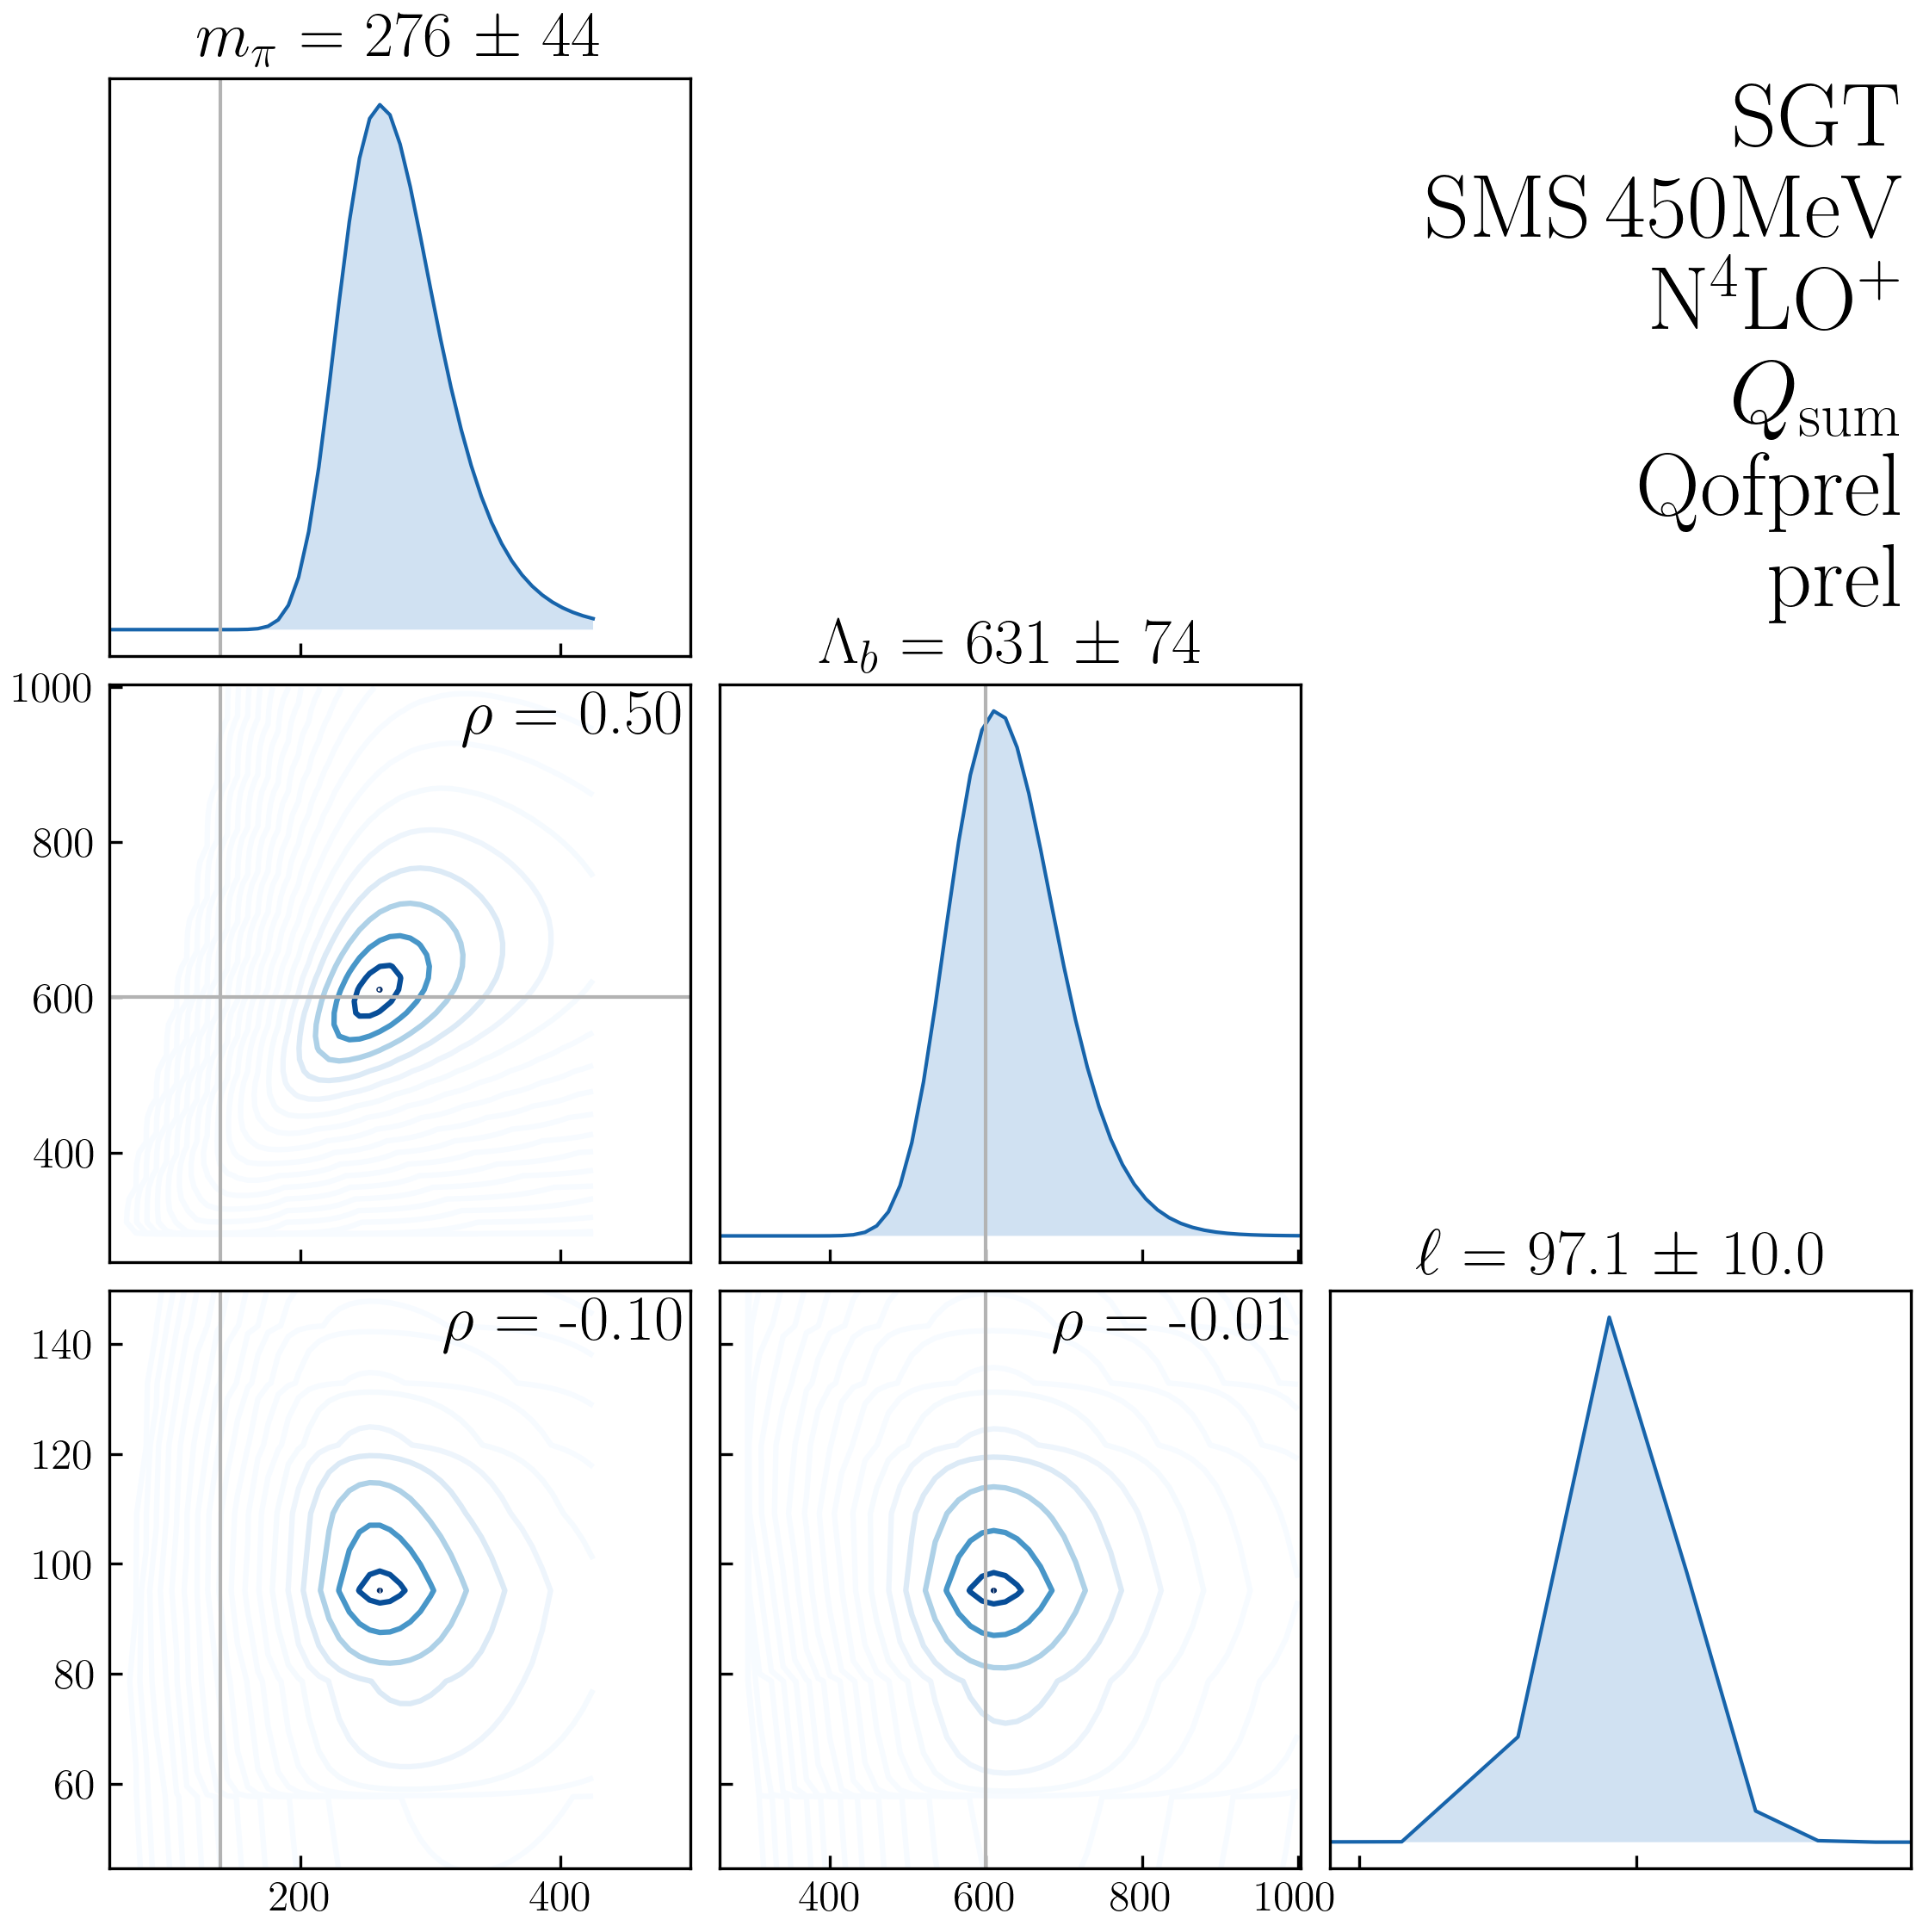 m_π = 276 ± 44
SGT
SMS 450MeV
N⁴LO⁺
Q_sum
Qofprel
prel
Λ_b = 631 ± 74
1000
800
600
400
ρ = 0.50
ℓ = 97.1 ± 10.0
140
120
100
80
60
ρ = -0.10
ρ = -0.01
200 400
400 600 800 1000